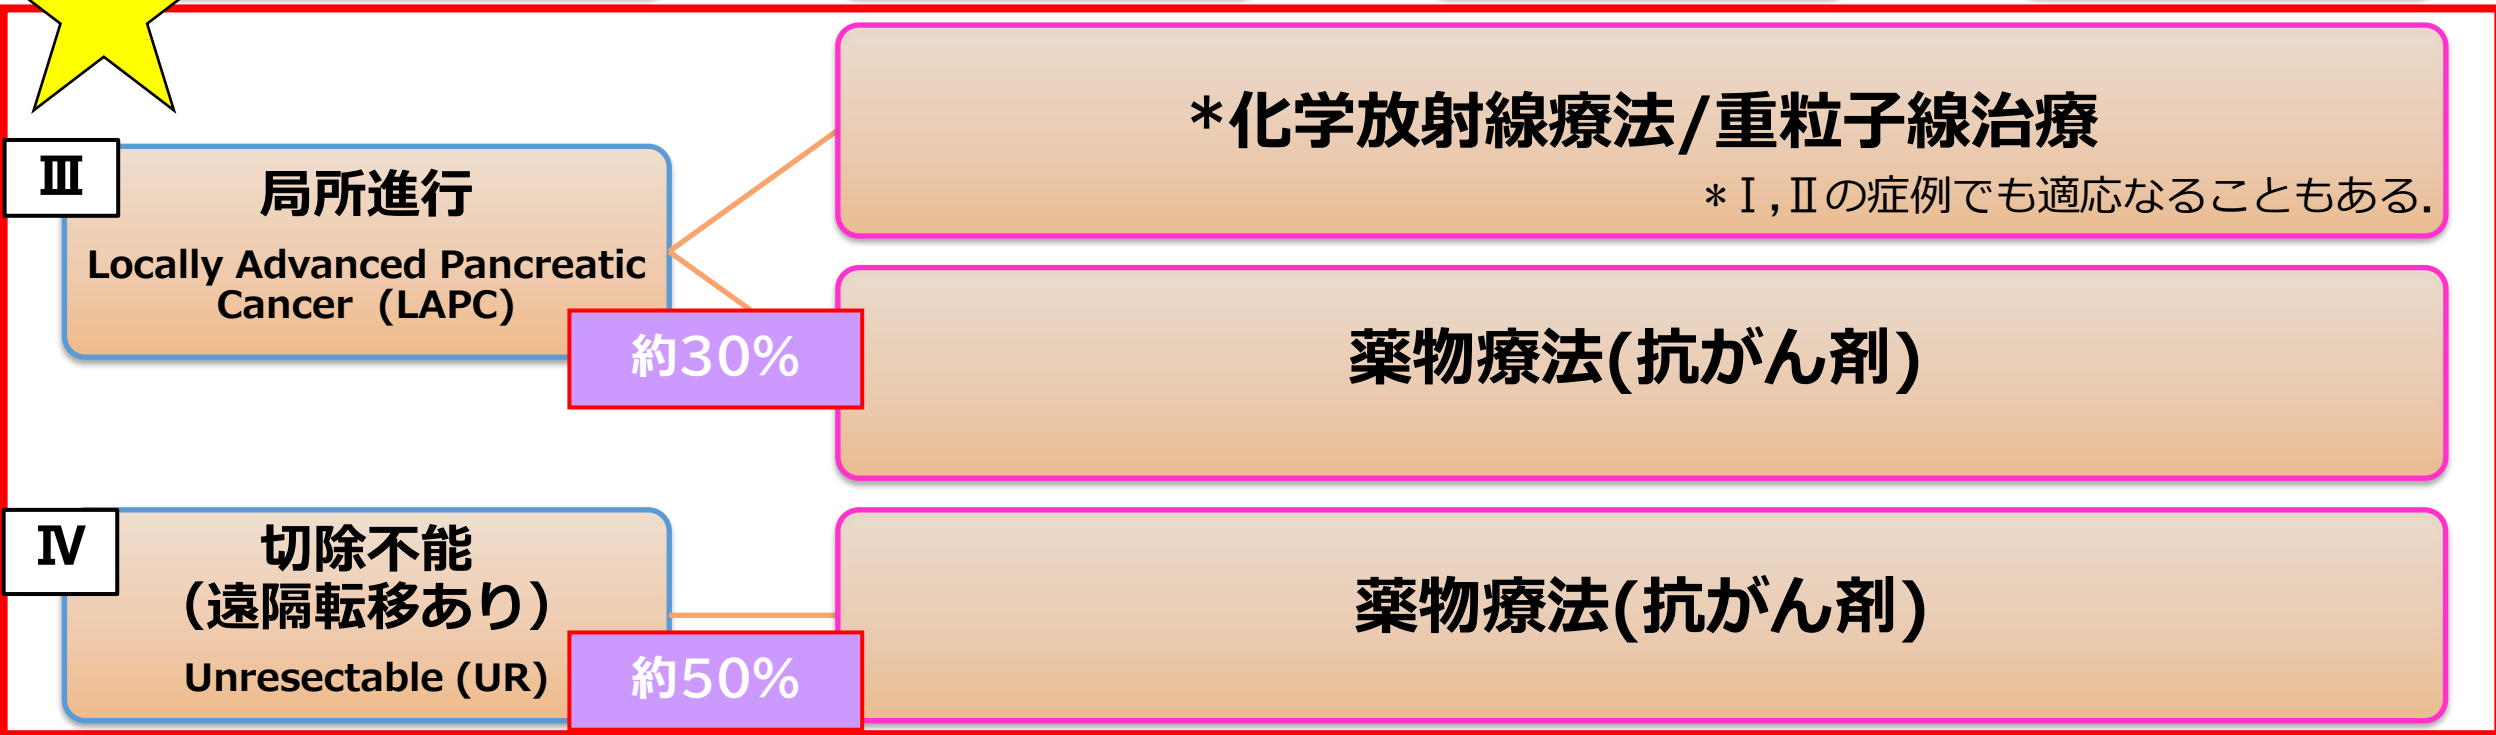 Ⅲ
局所進行
Locally Advanced Pancreatic
Cancer (LAPC)
約30%
*化学放射線療法/重粒子線治療
*Ⅰ,Ⅱの症例でも適応なることもある.
薬物療法(抗がん剤)
Ⅳ
切除不能
(遠隔転移あり)
Unresectable (UR)
約50%
薬物療法(抗がん剤)